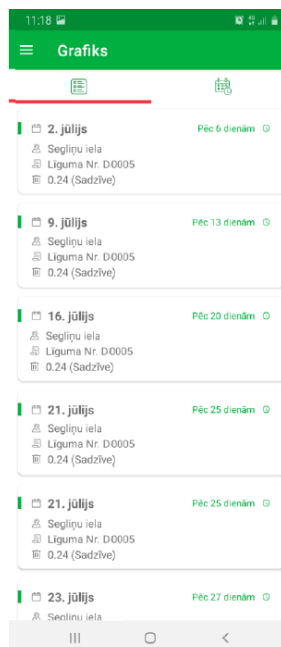 11:18
Grafiks
2. jūlijs Pēc 6 dienām
Segliņu iela
Līguma Nr. D0005
0.24 (Sadzīve)
9. jūlijs Pēc 13 dienām
Segliņu iela
Līguma Nr. D0005
0.24 (Sadzīve)
16. jūlijs Pēc 20 dienām
Segliņu iela
Līguma Nr. D0005
0.24 (Sadzīve)
21. jūlijs Pēc 25 dienām
Segliņu iela
Līguma Nr. D0005
0.24 (Sadzīve)
21. jūlijs Pēc 25 dienām
Segliņu iela
Līguma Nr. D0005
0.24 (Sadzīve)
23. jūlijs Pēc 27 dienām
Segliņu iela